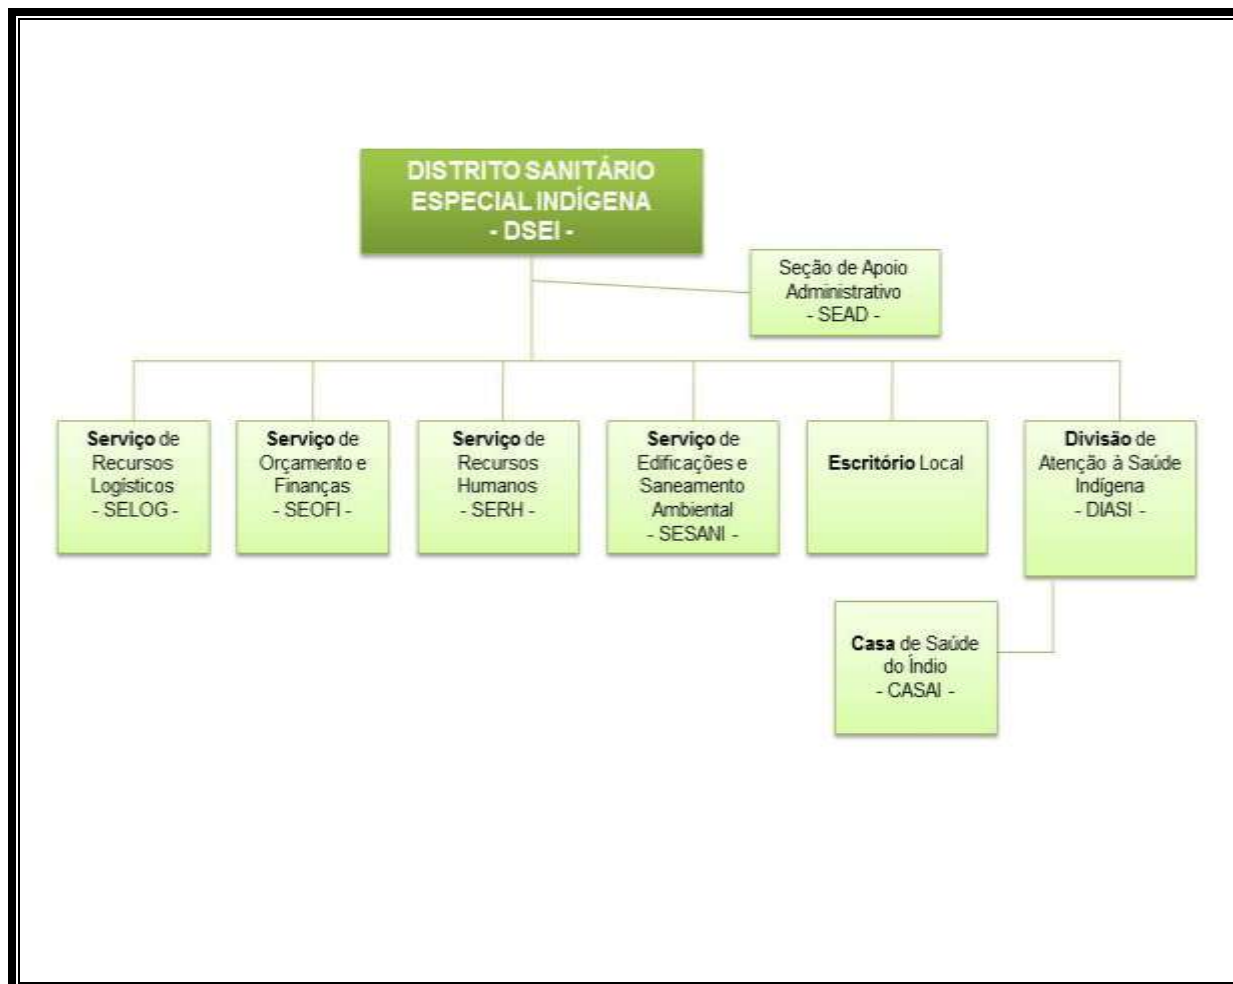 DISTRITO SANITÁRIO
ESPECIAL INDÍGENA
- DSEI -
Seção de Apoio
Administrativo
- SEAD -
Serviço de
Recursos
Logísticos
- SELOG -
Serviço de
Orçamento e
Finanças
- SEOFI -
Serviço de
Recursos
Humanos
- SERH -
Serviço de
Edificações e
Saneamento
Ambiental
- SESANI -
Escritório Local
Divisão de
Atenção à Saúde
Indígena
- DIASI -
Casa de Saúde
do Índio
- CASAI -